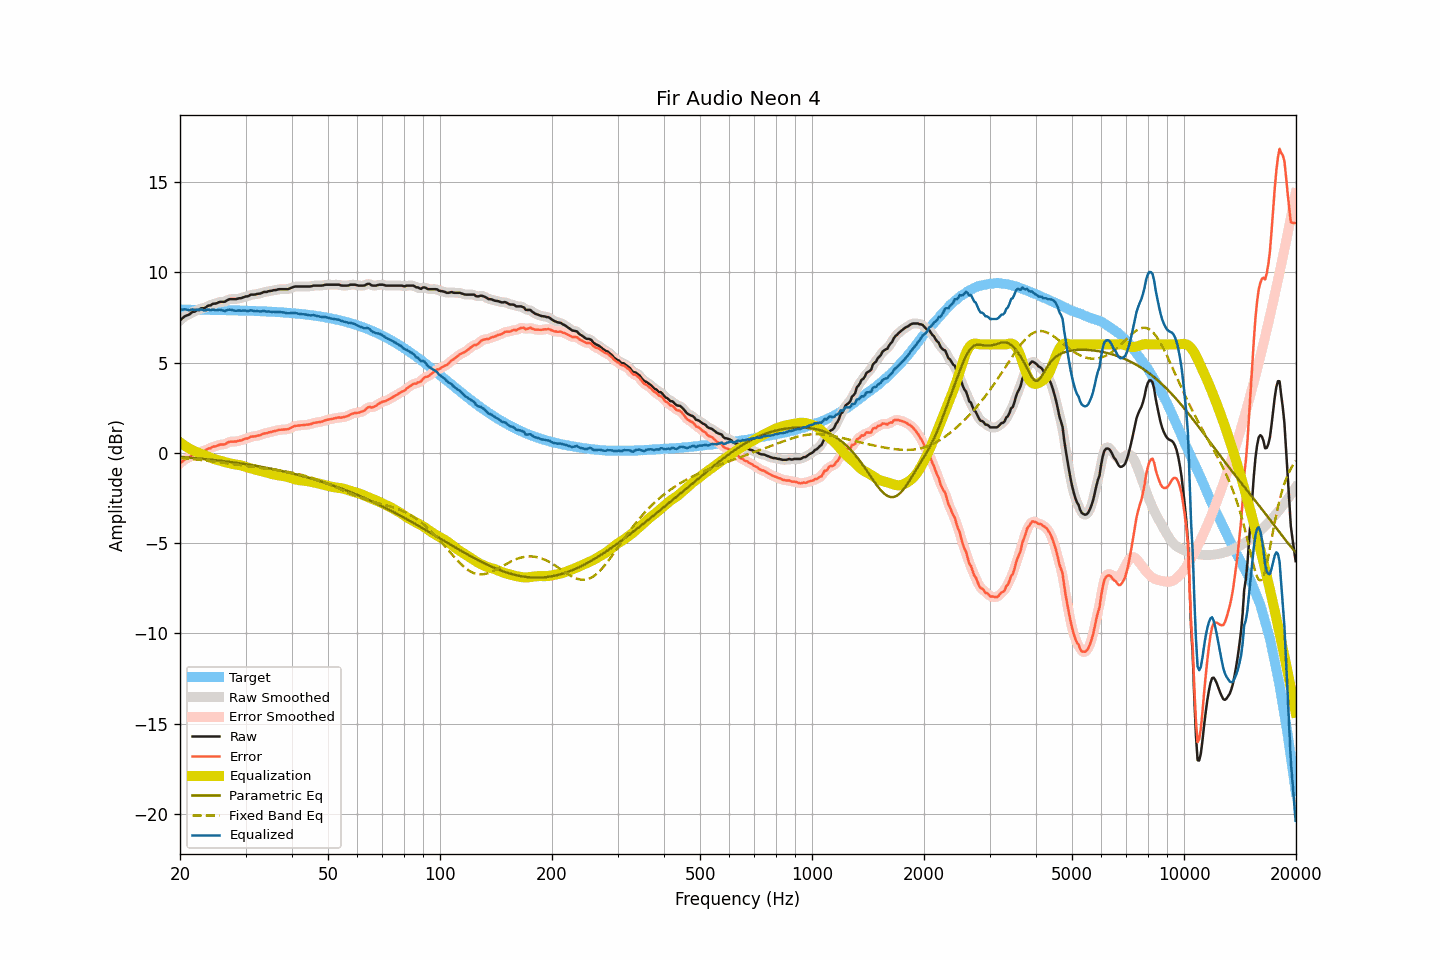 Fir Audio Neon 4
Amplitude (dBr)
15
10
5
0
−5
−10
−15
−20
Target
Raw Smoothed
Error Smoothed
Raw
Error
Equalization
Parametric Eq
Fixed Band Eq
Equalized
20 50 100 200 500 1000 2000 5000 10000 20000
Frequency (Hz)